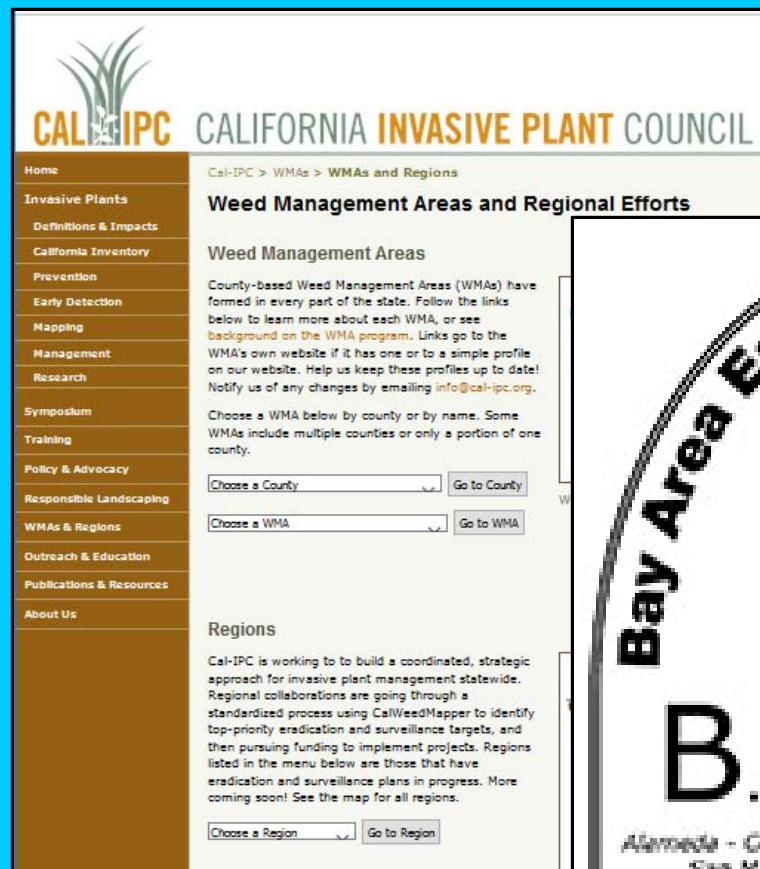 CAL-IPC CALIFORNIA INVASIVE PLANT COUNCIL
Home
Invasive Plants
Definitions & Impacts
California Inventory
Prevention
Early Detection
Mapping
Management
Research
Symposium
Training
Policy & Advocacy
Responsible Landscaping
WMAs & Regions
Outreach & Education
Publications & Resources
About Us
Cal-IPC > WMAs > WMAs and Regions
Weed Management Areas and Regional Efforts
Weed Management Areas
County-based Weed Management Areas (WMAs) have
formed in every part of the state. Follow the links
below to learn more about each WMA, or see
background on the WMA program. Links go to the
WMA's own website if it has one or to a simple profile
on our website. Help us keep these profiles up to date!
Notify us of any changes by emailing info@cal-ipc.org.
Choose a WMA below by county or by name. Some
WMAs include multiple counties or only a portion of one
county.
Choose a County Go to County
Choose a WMA Go to WMA
Regions
Cal-IPC is working to to build a coordinated, strategic
approach for invasive plant management statewide.
Regional collaborations are going through a
standardized process using CalWeedMapper to identify
top-priority eradication and surveillance targets, and
then pursuing funding to implement projects. Regions
listed in the menu below are those that have
eradication and surveillance plans in progress. More
coming soon! See the map for all regions.
Choose a Region Go to Region
Bay Area
B.
Alameda -